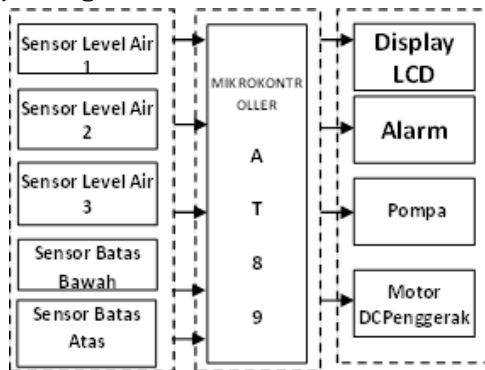 Sensor Level Air
1
Sensor Level Air
2
Sensor Level Air
3
Sensor Batas
Bawah
Sensor Batas
Atas
MIKROKONTR
OLLER
A
T
8
9
Display
LCD
Alarm
Pompa
Motor
DCPenggerak